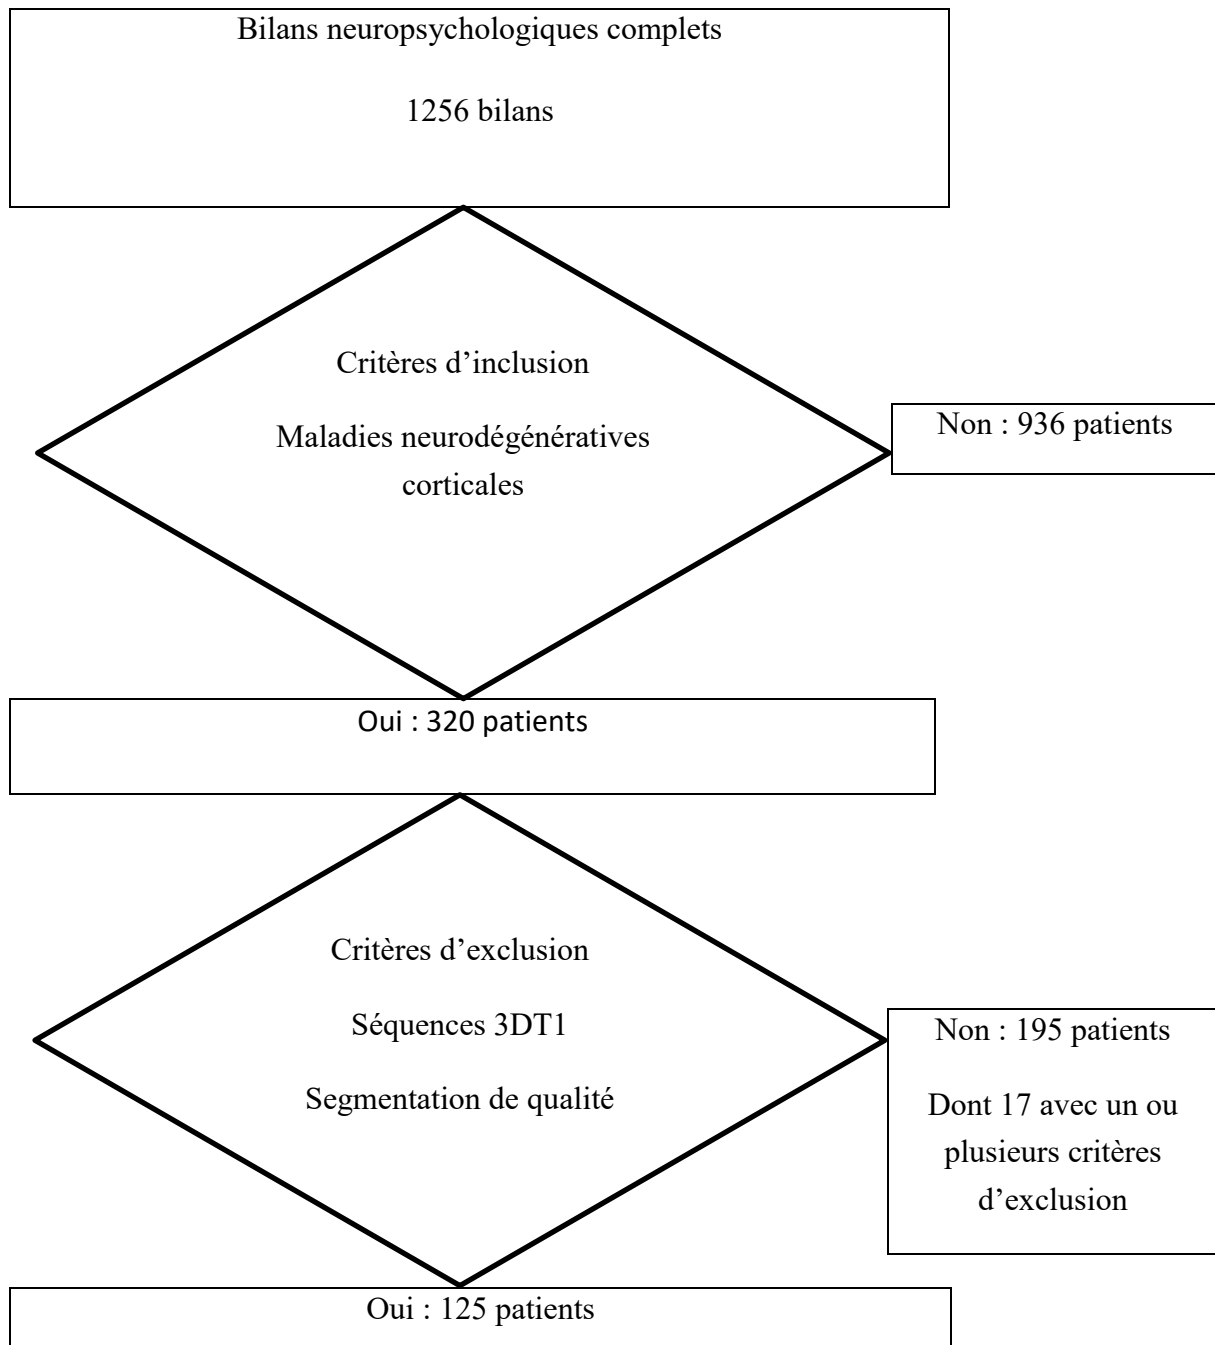 Bilans neuropsychologiques complets
1256 bilans
Critères d’inclusion
Maladies neurodégénératives
corticales
Non : 936 patients
Oui : 320 patients
Critères d’exclusion
Séquences 3DT1
Segmentation de qualité
Non : 195 patients
Dont 17 avec un ou
plusieurs critères
d’exclusion
Oui : 125 patients